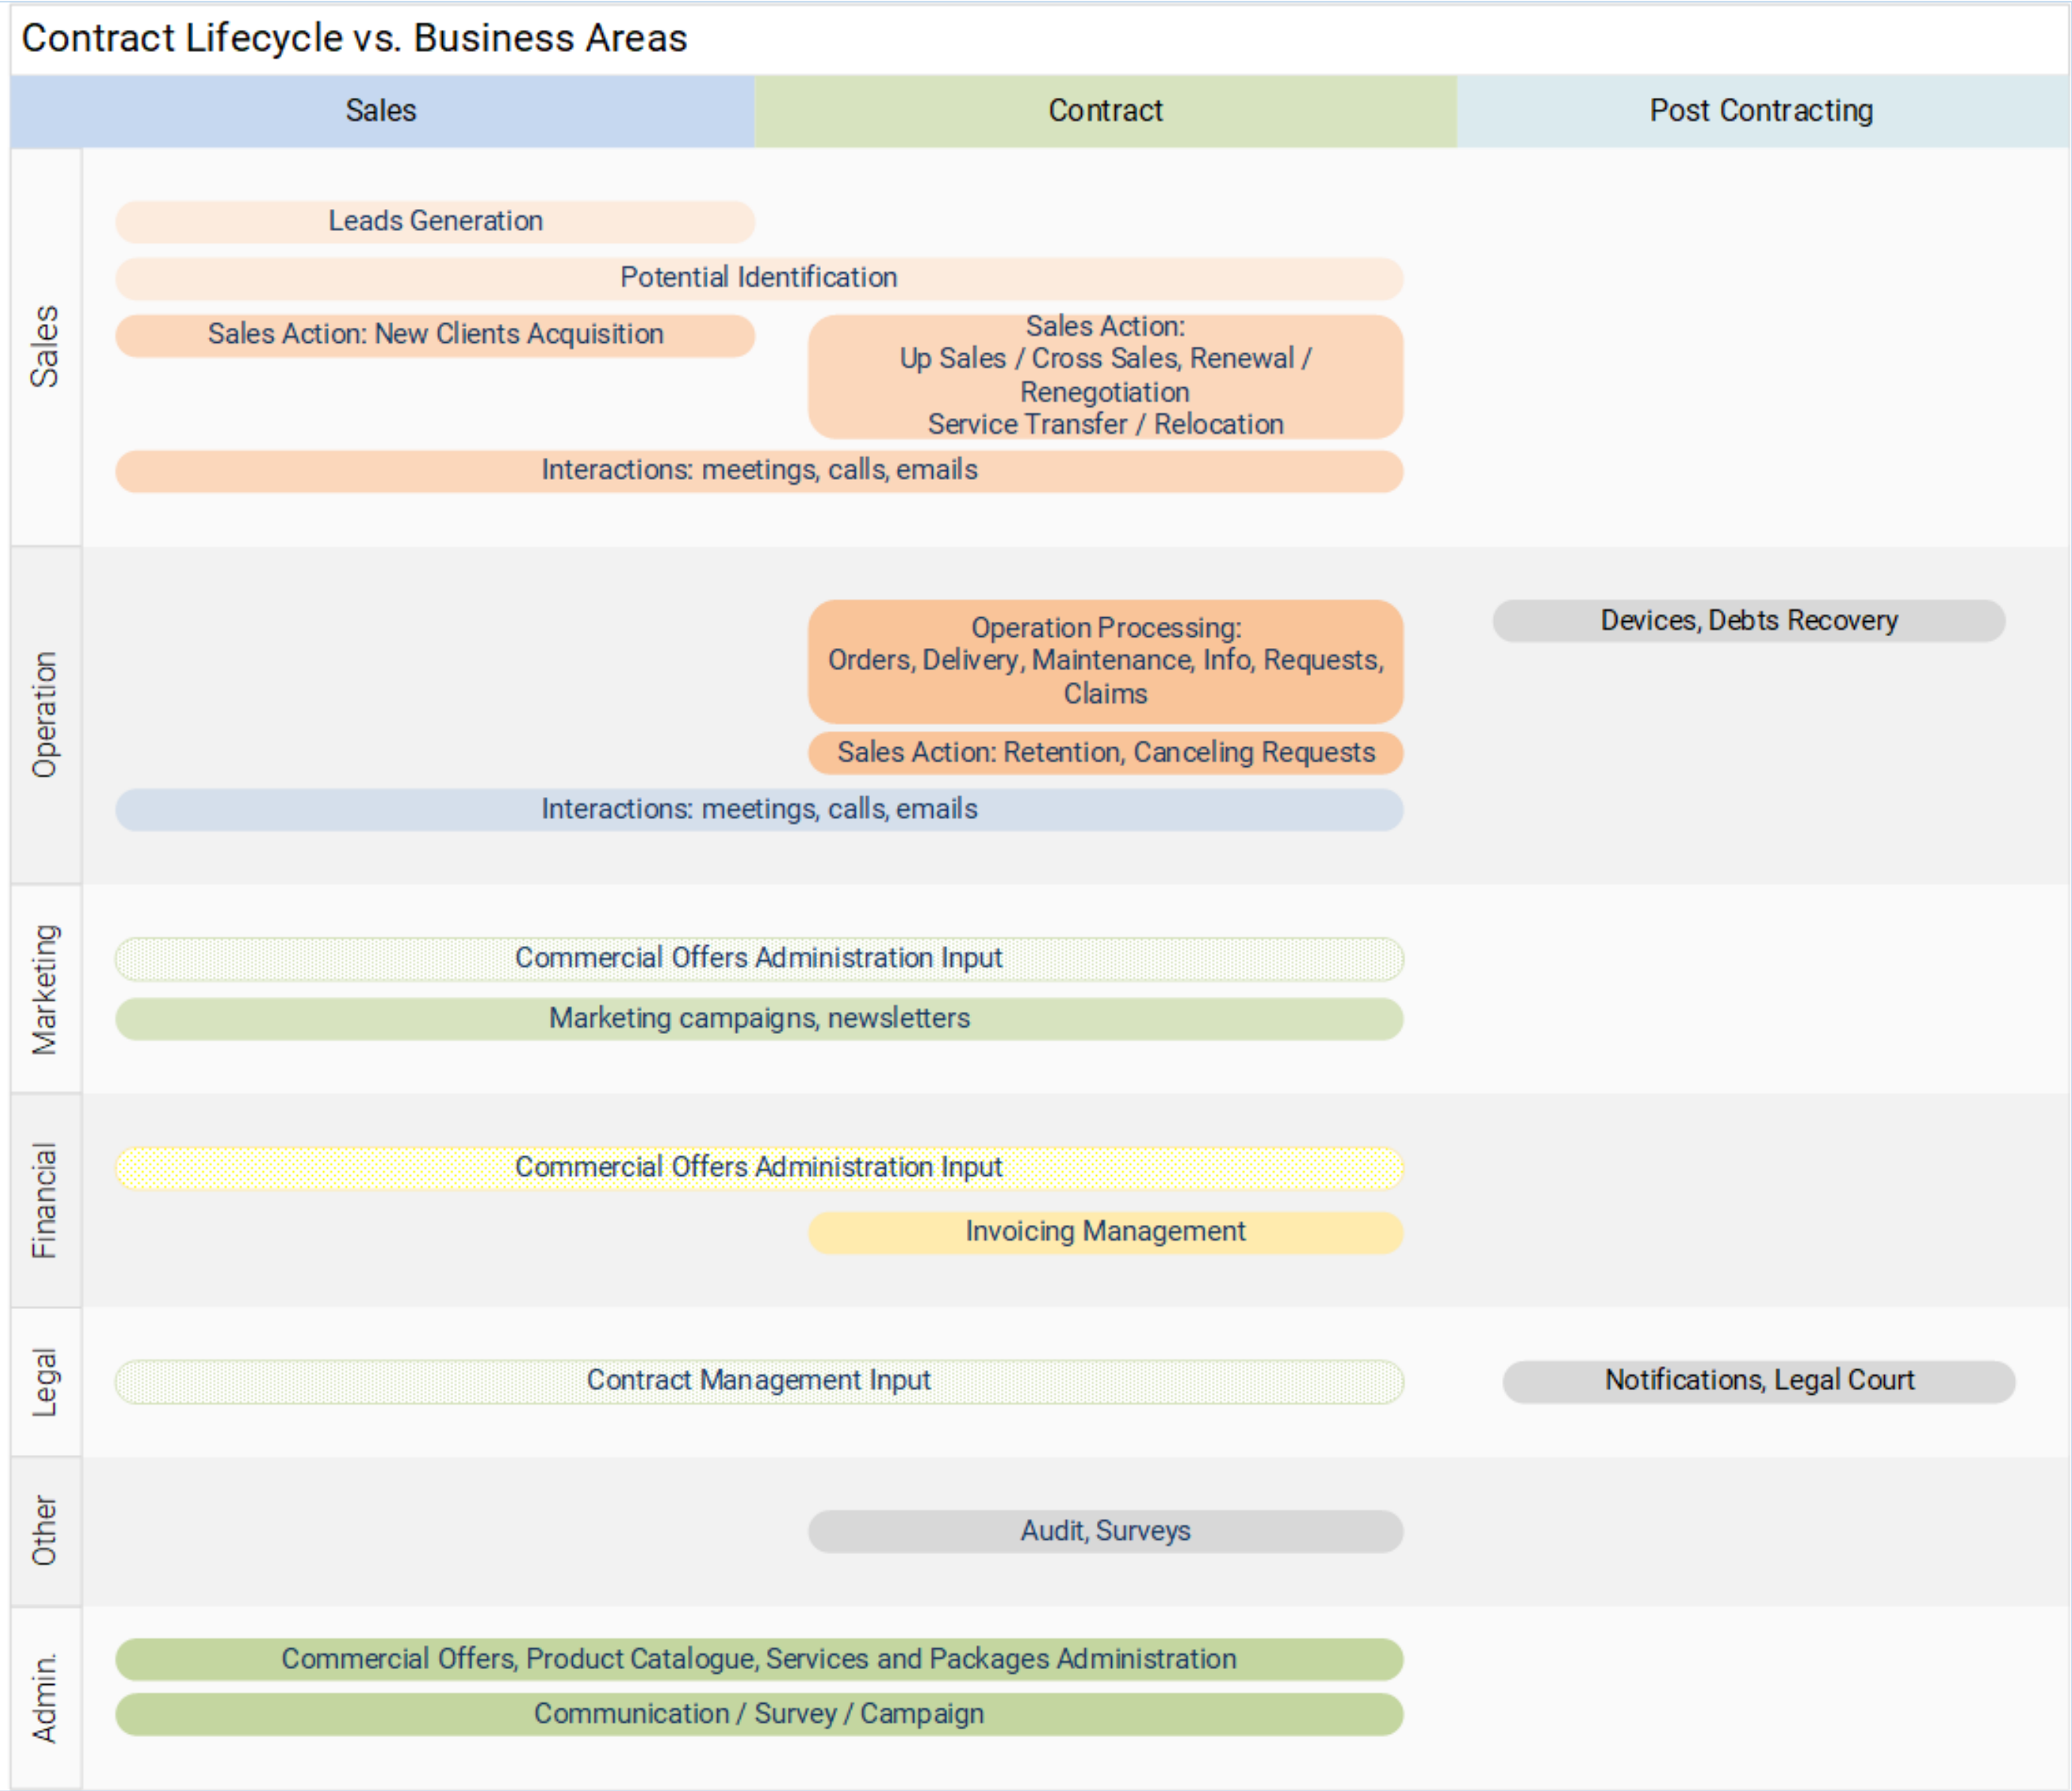 Contract Lifecycle vs. Business Areas
Sales
Contract
Post Contracting
Sales
Leads Generation
Potential Identification
Sales Action: New Clients Acquisition
Sales Action:
Up Sales / Cross Sales, Renewal /
Renegotiation
Service Transfer / Relocation
Interactions: meetings, calls, emails
Operation
Operation Processing:
Orders, Delivery, Maintenance, Info, Requests,
Claims
Devices, Debts Recovery
Sales Action: Retention, Canceling Requests
Interactions: meetings, calls, emails
Marketing
Commercial Offers Administration Input
Marketing campaigns, newsletters
Financial
Commercial Offers Administration Input
Invoicing Management
Legal
Contract Management Input
Notifications, Legal Court
Other
Audit, Surveys
Admin.
Commercial Offers, Product Catalogue, Services and Packages Administration
Communication / Survey / Campaign